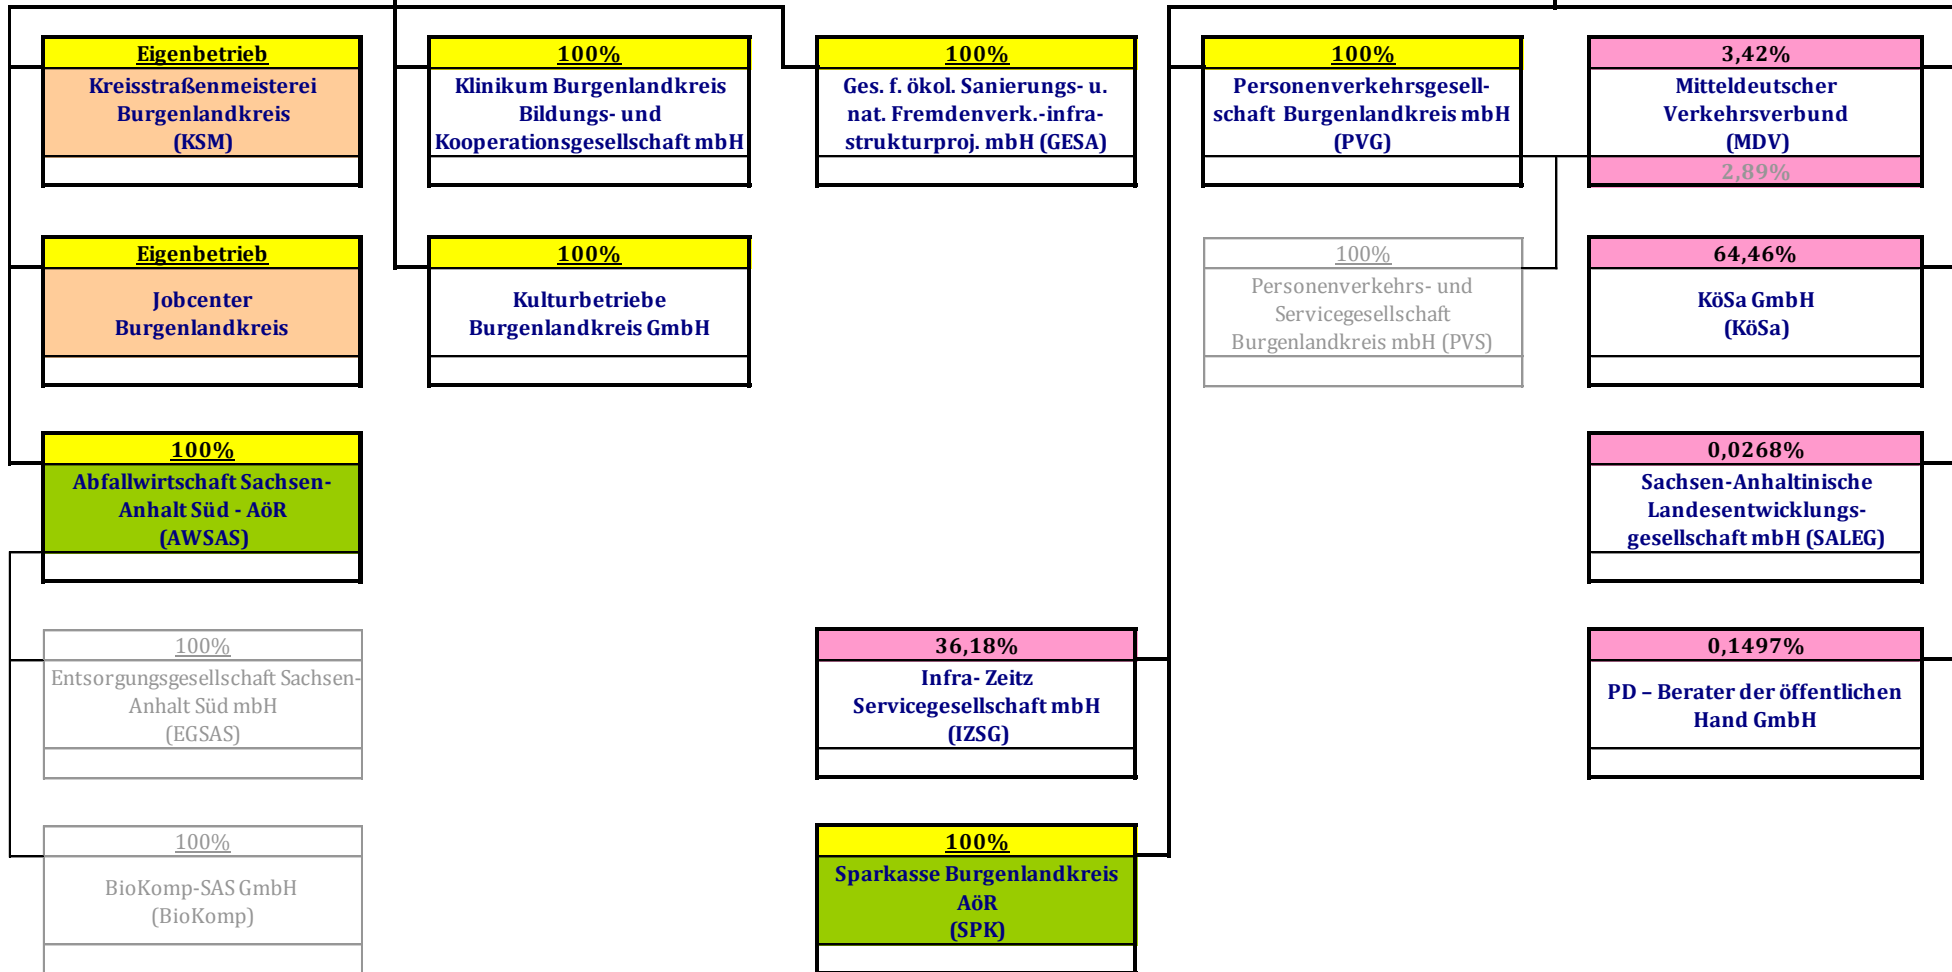 Eigenbetrieb
Kreisstraßenmeisterei
Burgenlandkreis
(KSM)
100%
Klinikum Burgenlandkreis
Bildungs- und
Kooperationsgesellschaft mbH
100%
Ges. f. ökol. Sanierungs- u.
nat. Fremdenverk.-infra-
strukturproj. mbH (GESA)
100%
Personenverkehrsgesell-
schaft Burgenlandkreis mbH
(PVG)
3,42%
Mitteldeutscher
Verkehrsverbund
(MDV)
2,89%
Eigenbetrieb
Jobcenter
Burgenlandkreis
100%
Kulturbetriebe
Burgenlandkreis GmbH
100%
Personenverkehrs- und
Servicegesellschaft
Burgenlandkreis mbH (PVS)
64,46%
KöSa GmbH
(KöSa)
100%
Abfallwirtschaft Sachsen-
Anhalt Süd - AöR
(AWSAS)
0,0268%
Sachsen-Anhaltinische
Landesentwicklungs-
gesellschaft mbH (SALEG)
100%
Entsorgungsgesellschaft Sachsen-
Anhalt Süd mbH
(EGSAS)
36,18%
Infra- Zeitz
Servicegesellschaft mbH
(IZSG)
0,1497%
PD – Berater der öffentlichen
Hand GmbH
100%
BioKomp-SAS GmbH
(BioKomp)
100%
Sparkasse Burgenlandkreis
AöR
(SPK)